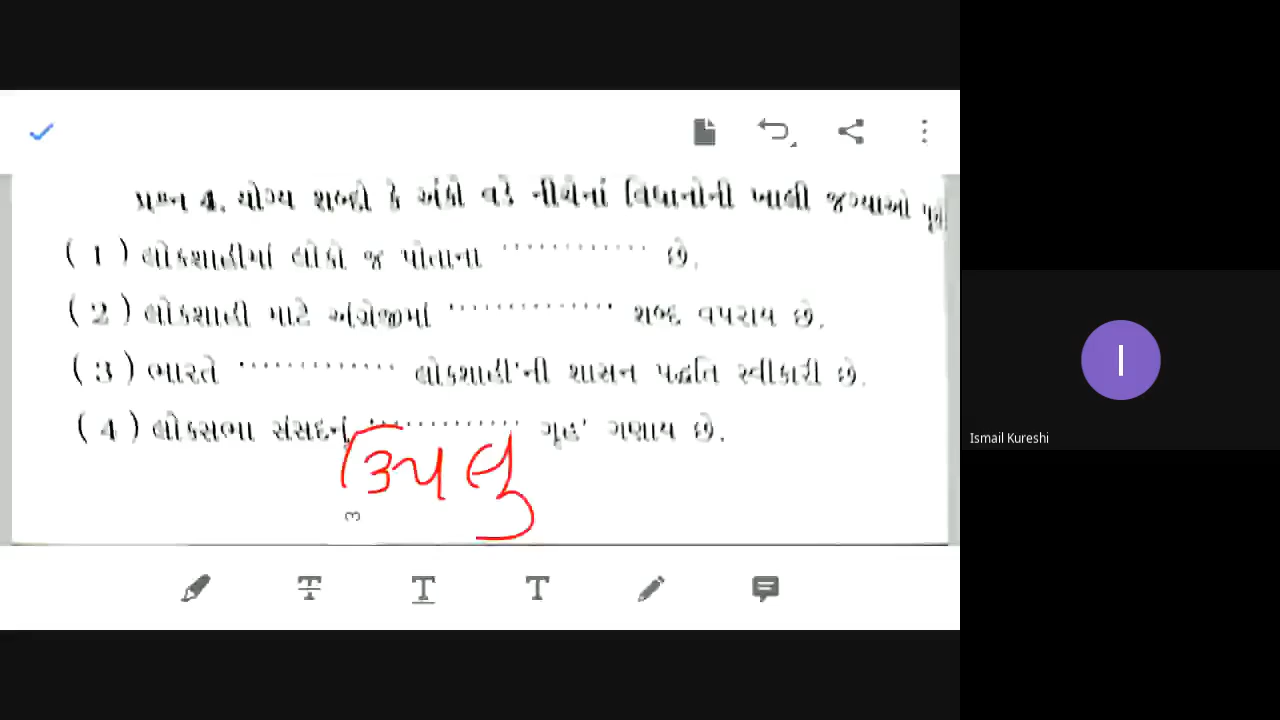 પ્રશ્ન 4. યોગ્ય શબ્દો કે અંકો વડે નીચેનાં વિધાનોની ખાલી જગ્યાઓ
( 1 ) લોકશાહીમાં લોકો જ પોતાના ............. છે.
( 2 ) લોકશાહી માટે અંગ્રેજીમાં .............. શબ્દ વપરાય છે.
( 3 ) ભારતે ............. લોકશાહી'ની શાસન પદ્ધતિ સ્વીકારી છે.
( 4 ) લોકસભા સંસદનું ............. ગૃહ' ગણાય છે.
3
Ismail Kureshi
I